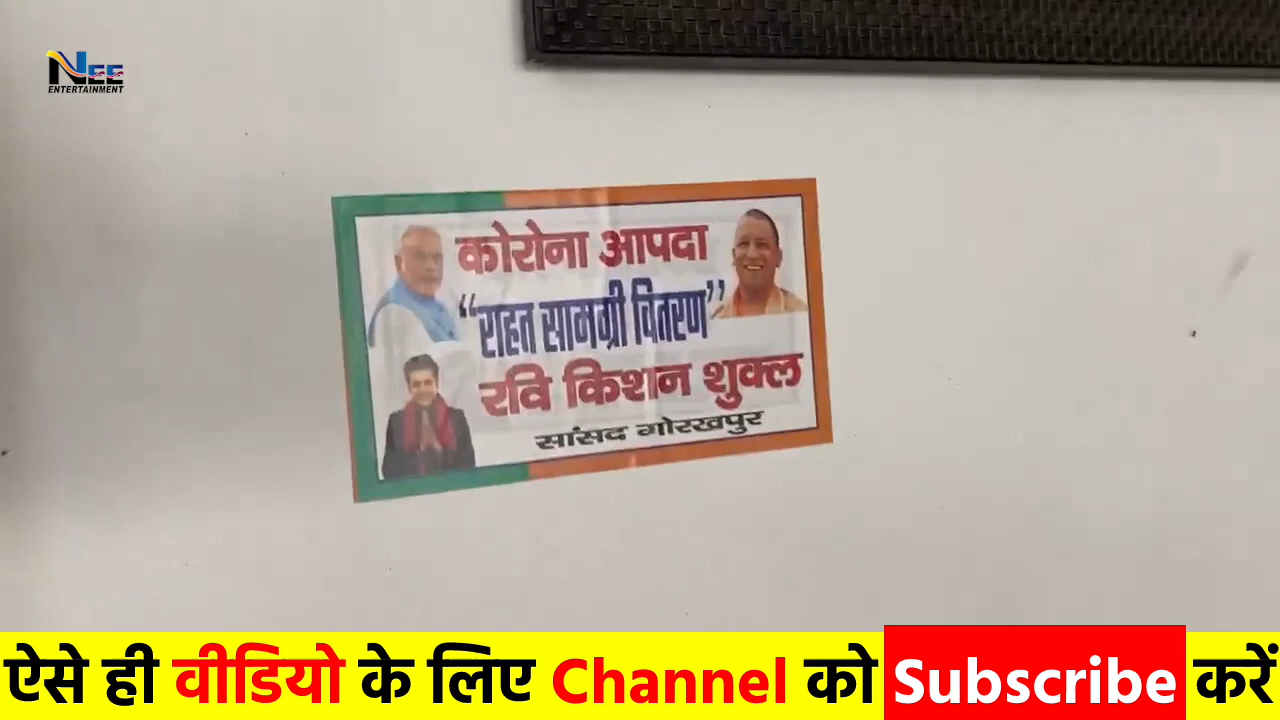 NEE
ENTERTAINMENT
कोरोना आपदा
“राहत सामग्री वितरण”
रवि किशन शुक्ल
सांसद गोरखपुर
ऐसे ही वीडियो के लिए Channel को Subscribe करें